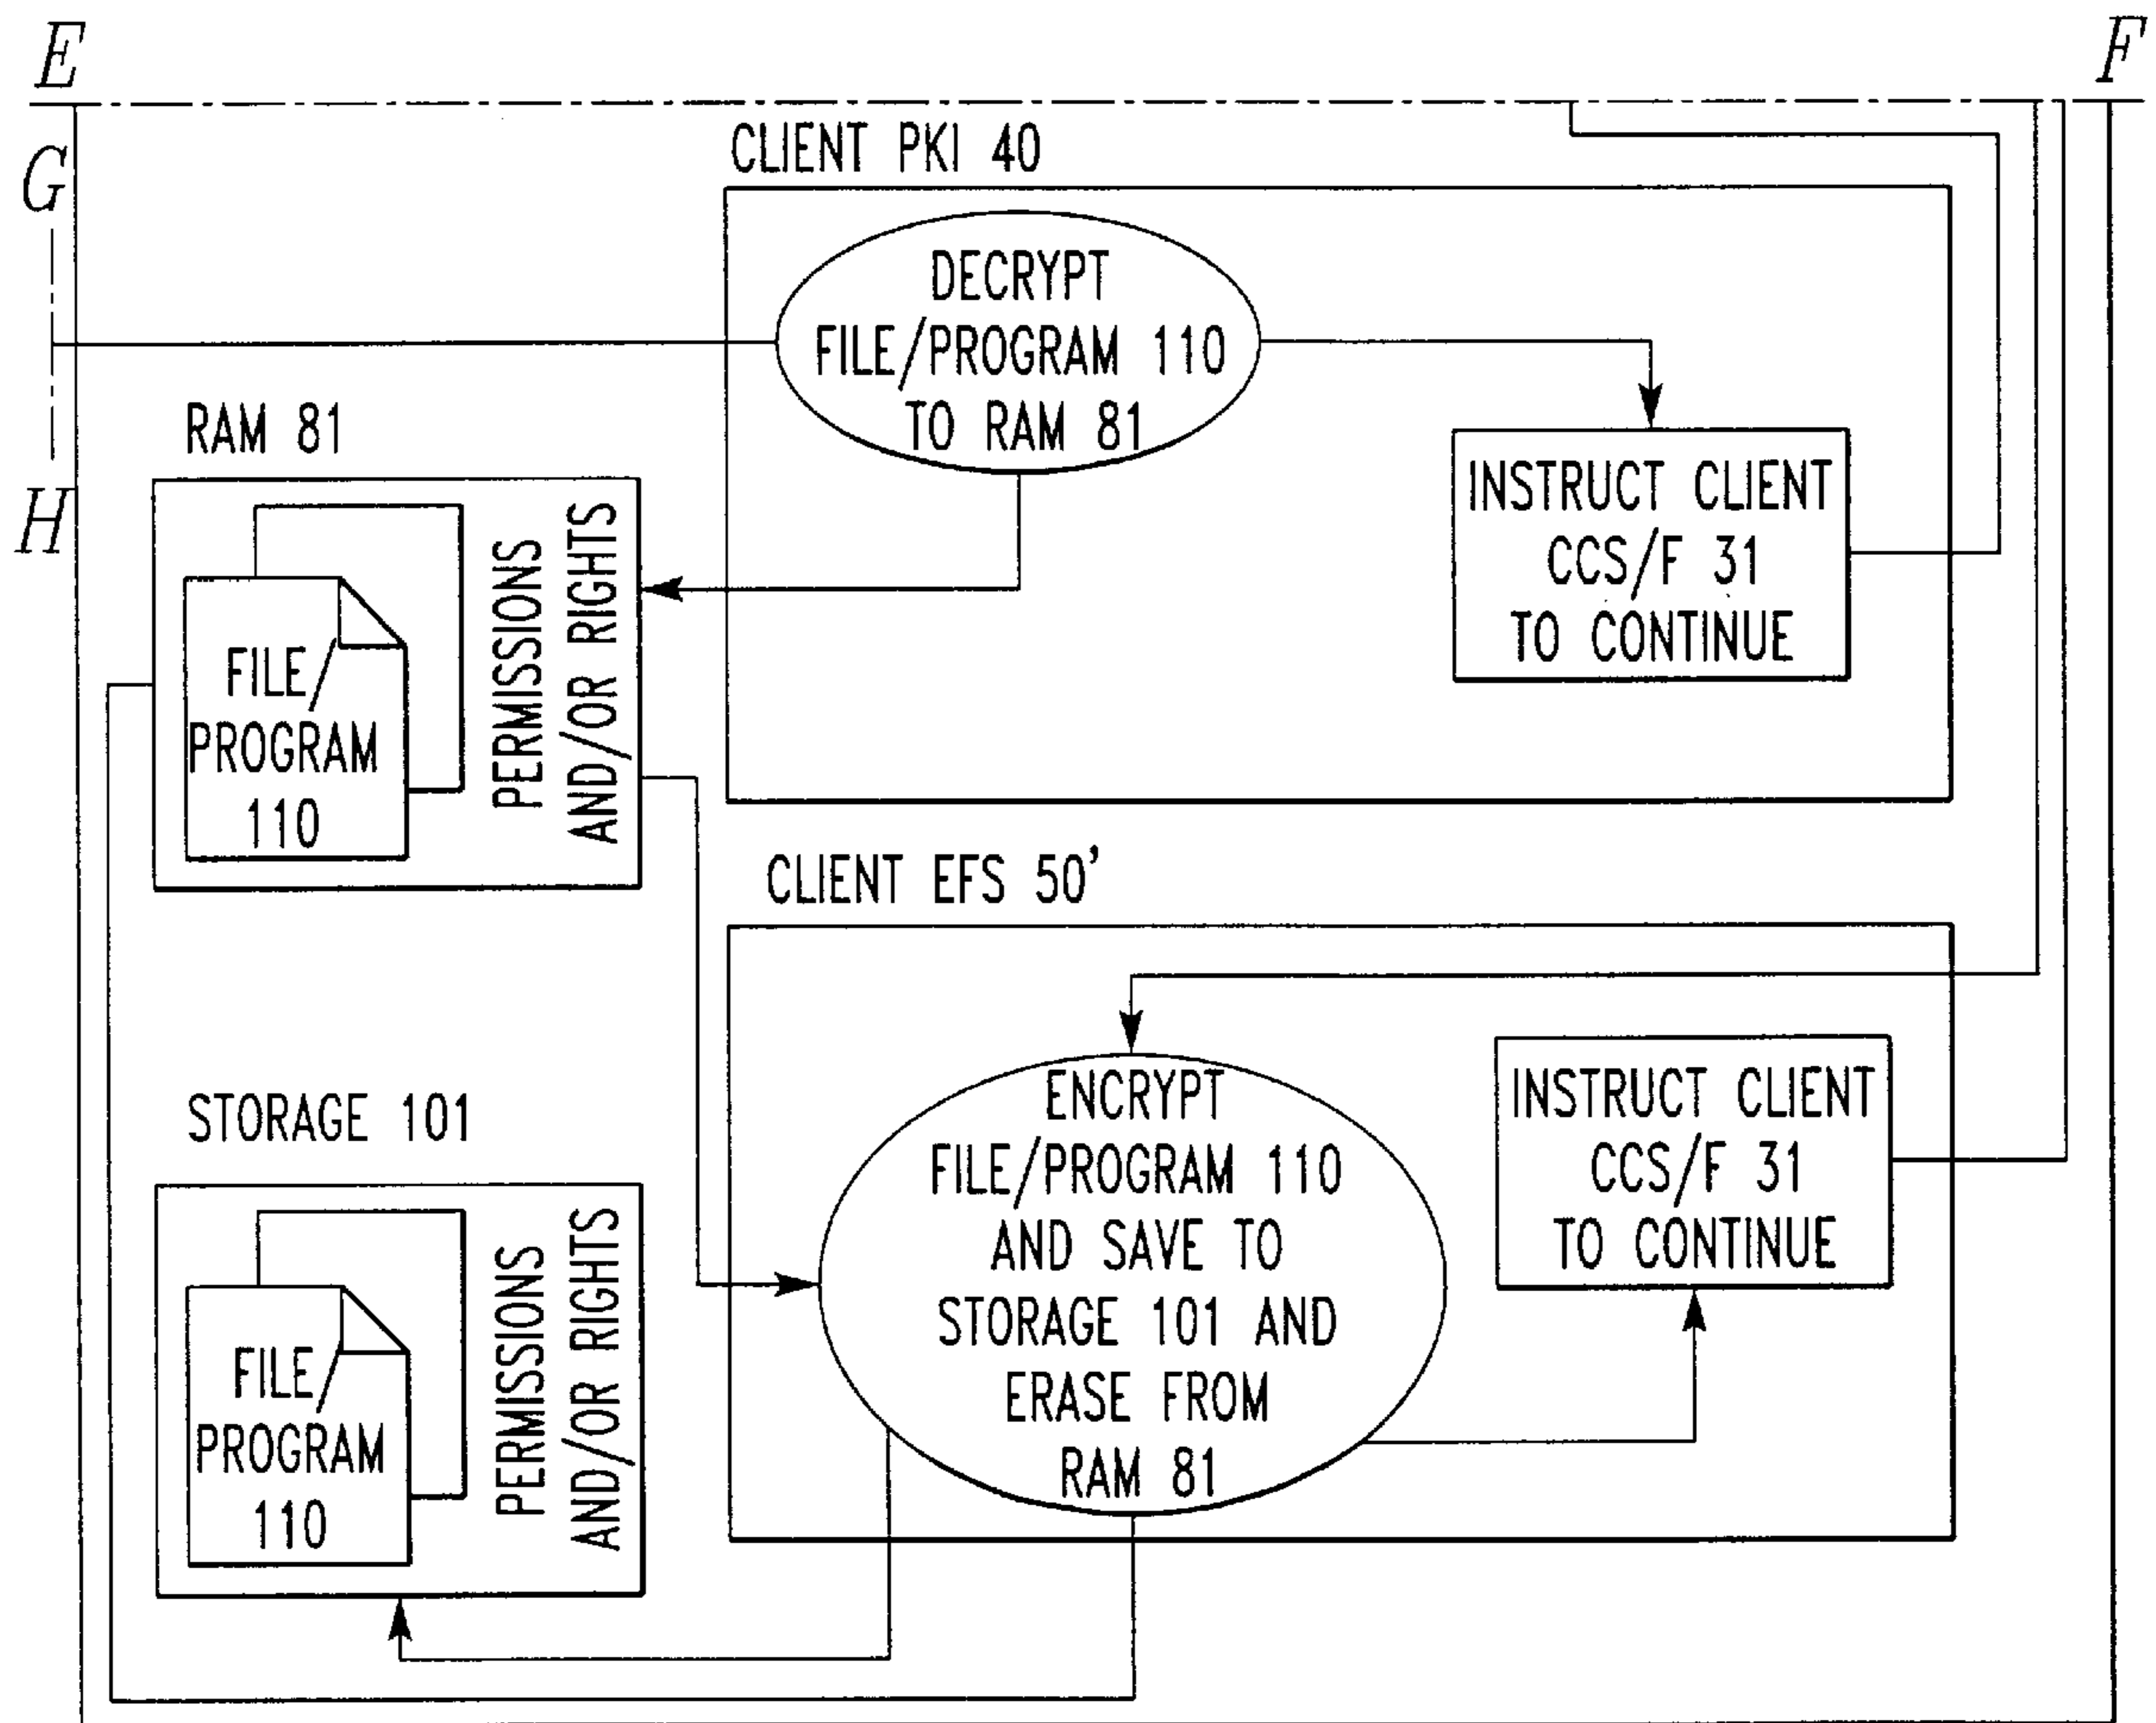 E
F
G
H
CLIENT PKI 40
DECRYPT
FILE/PROGRAM 110
TO RAM 81
INSTRUCT CLIENT
CCS/F 31
TO CONTINUE
RAM 81
FILE/
PROGRAM
110
PERMISSIONS
AND/OR RIGHTS
CLIENT EFS 50'
ENCRYPT
FILE/PROGRAM 110
AND SAVE TO
STORAGE 101 AND
ERASE FROM
RAM 81
INSTRUCT CLIENT
CCS/F 31
TO CONTINUE
STORAGE 101
FILE/
PROGRAM
110
PERMISSIONS
AND/OR RIGHTS